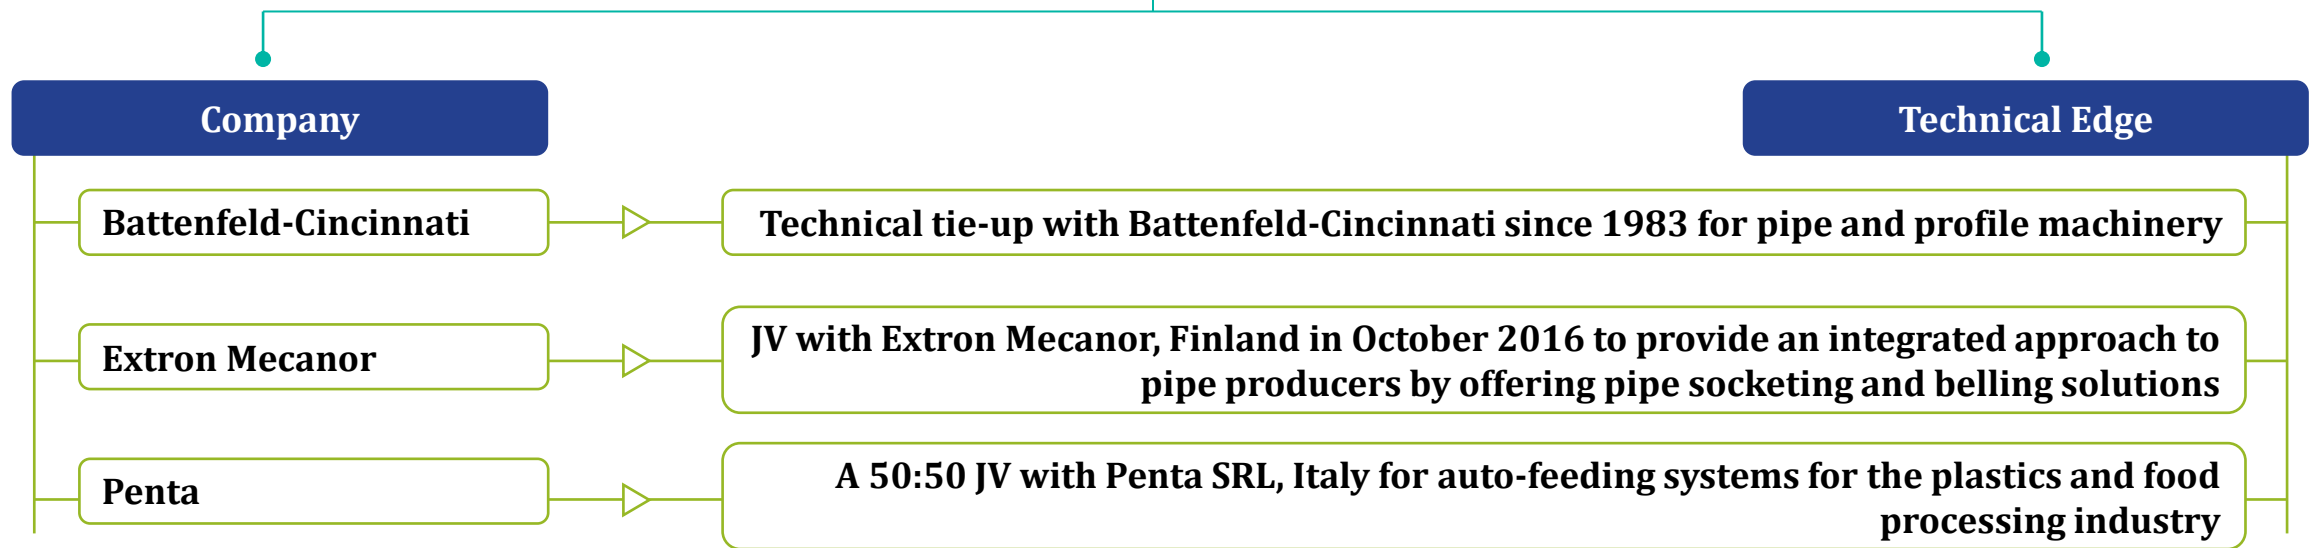 Company
Technical Edge
Battenfeld-Cincinnati
Technical tie-up with Battenfeld-Cincinnati since 1983 for pipe and profile machinery
Extron Mecanor
JV with Extron Mecanor, Finland in October 2016 to provide an integrated approach to
pipe producers by offering pipe socketing and belling solutions
Penta
A 50:50 JV with Penta SRL, Italy for auto-feeding systems for the plastics and food
processing industry